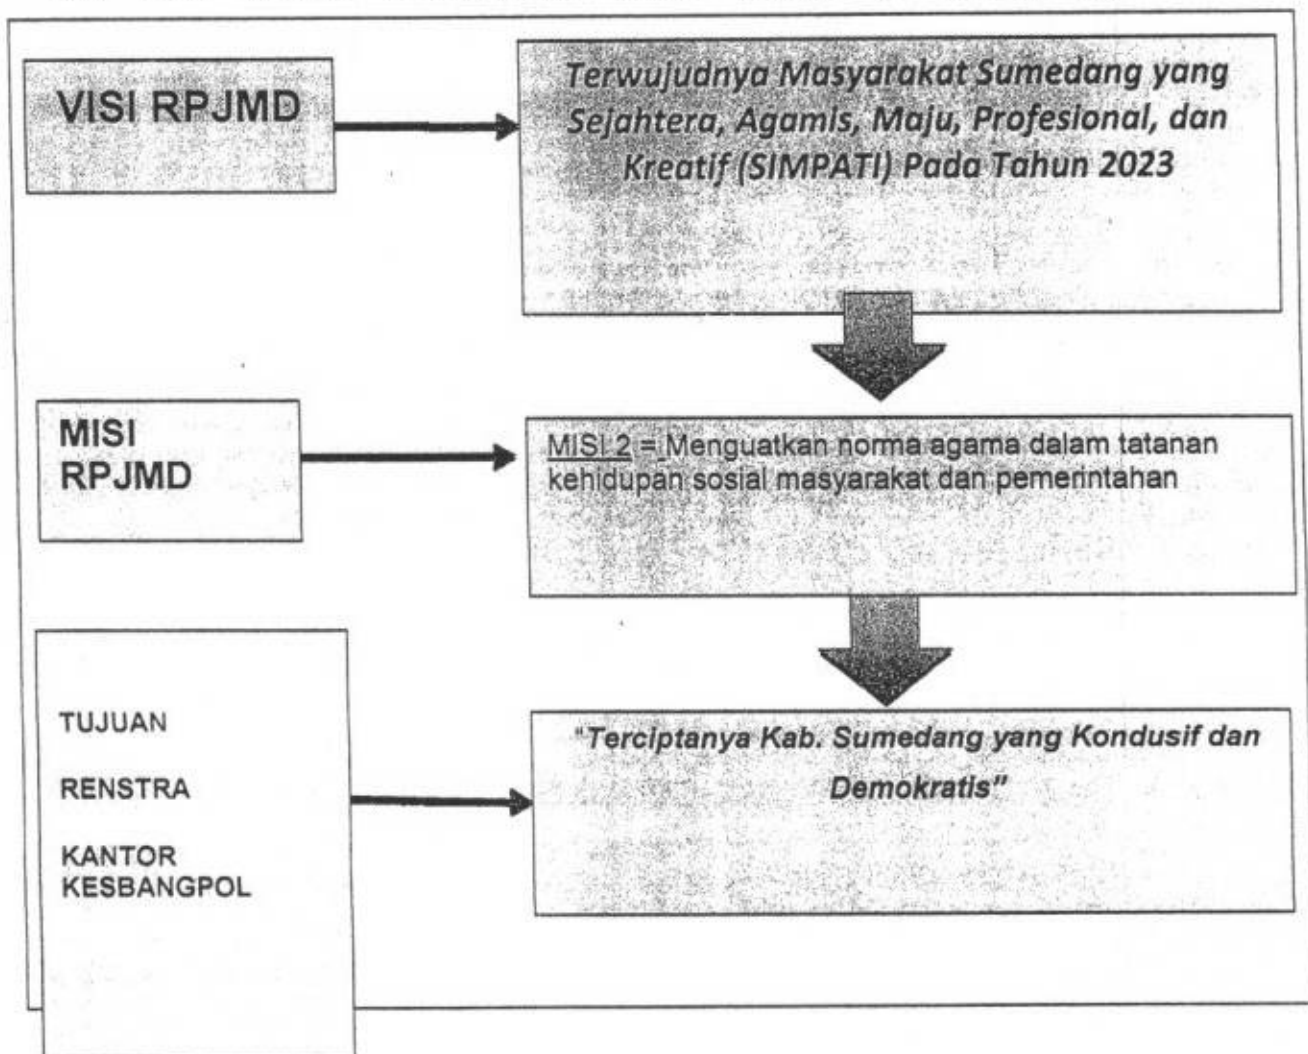 VISI RPJMD
Terwujudnya Masyarakat Sumedang yang
Sejahtera, Agamis, Maju, Profesional, dan
Kreatif (SIMPATI) Pada Tahun 2023
MISI
RPJMD
MISI 2 = Menguatkan norma agama dalam tatanan
kehidupan sosial masyarakat dan pemerintahan
TUJUAN
RENSTRA
KANTOR
KESBANGPOL
"Terciptanya Kab. Sumedang yang Kondusif dan
Demokratis"